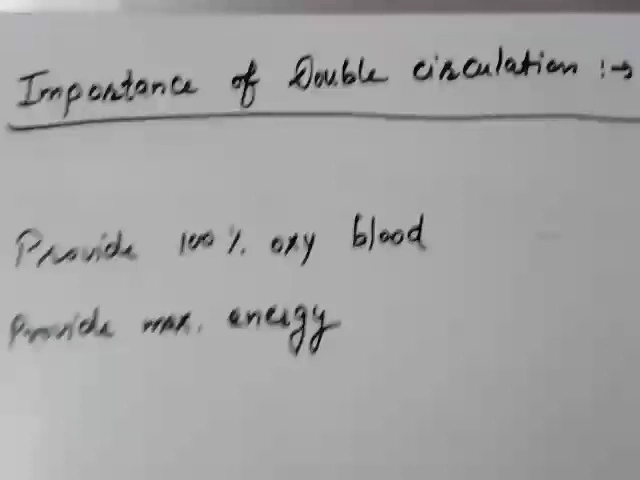 Importance of Double circulation :→
Provide 100% oxy blood
Provide max. energy